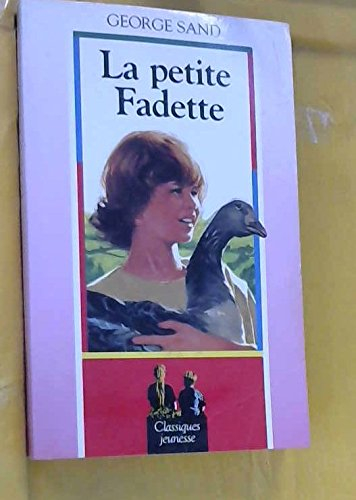 GEORGE SAND
La petite
Fadette
Classiques
jeunesse